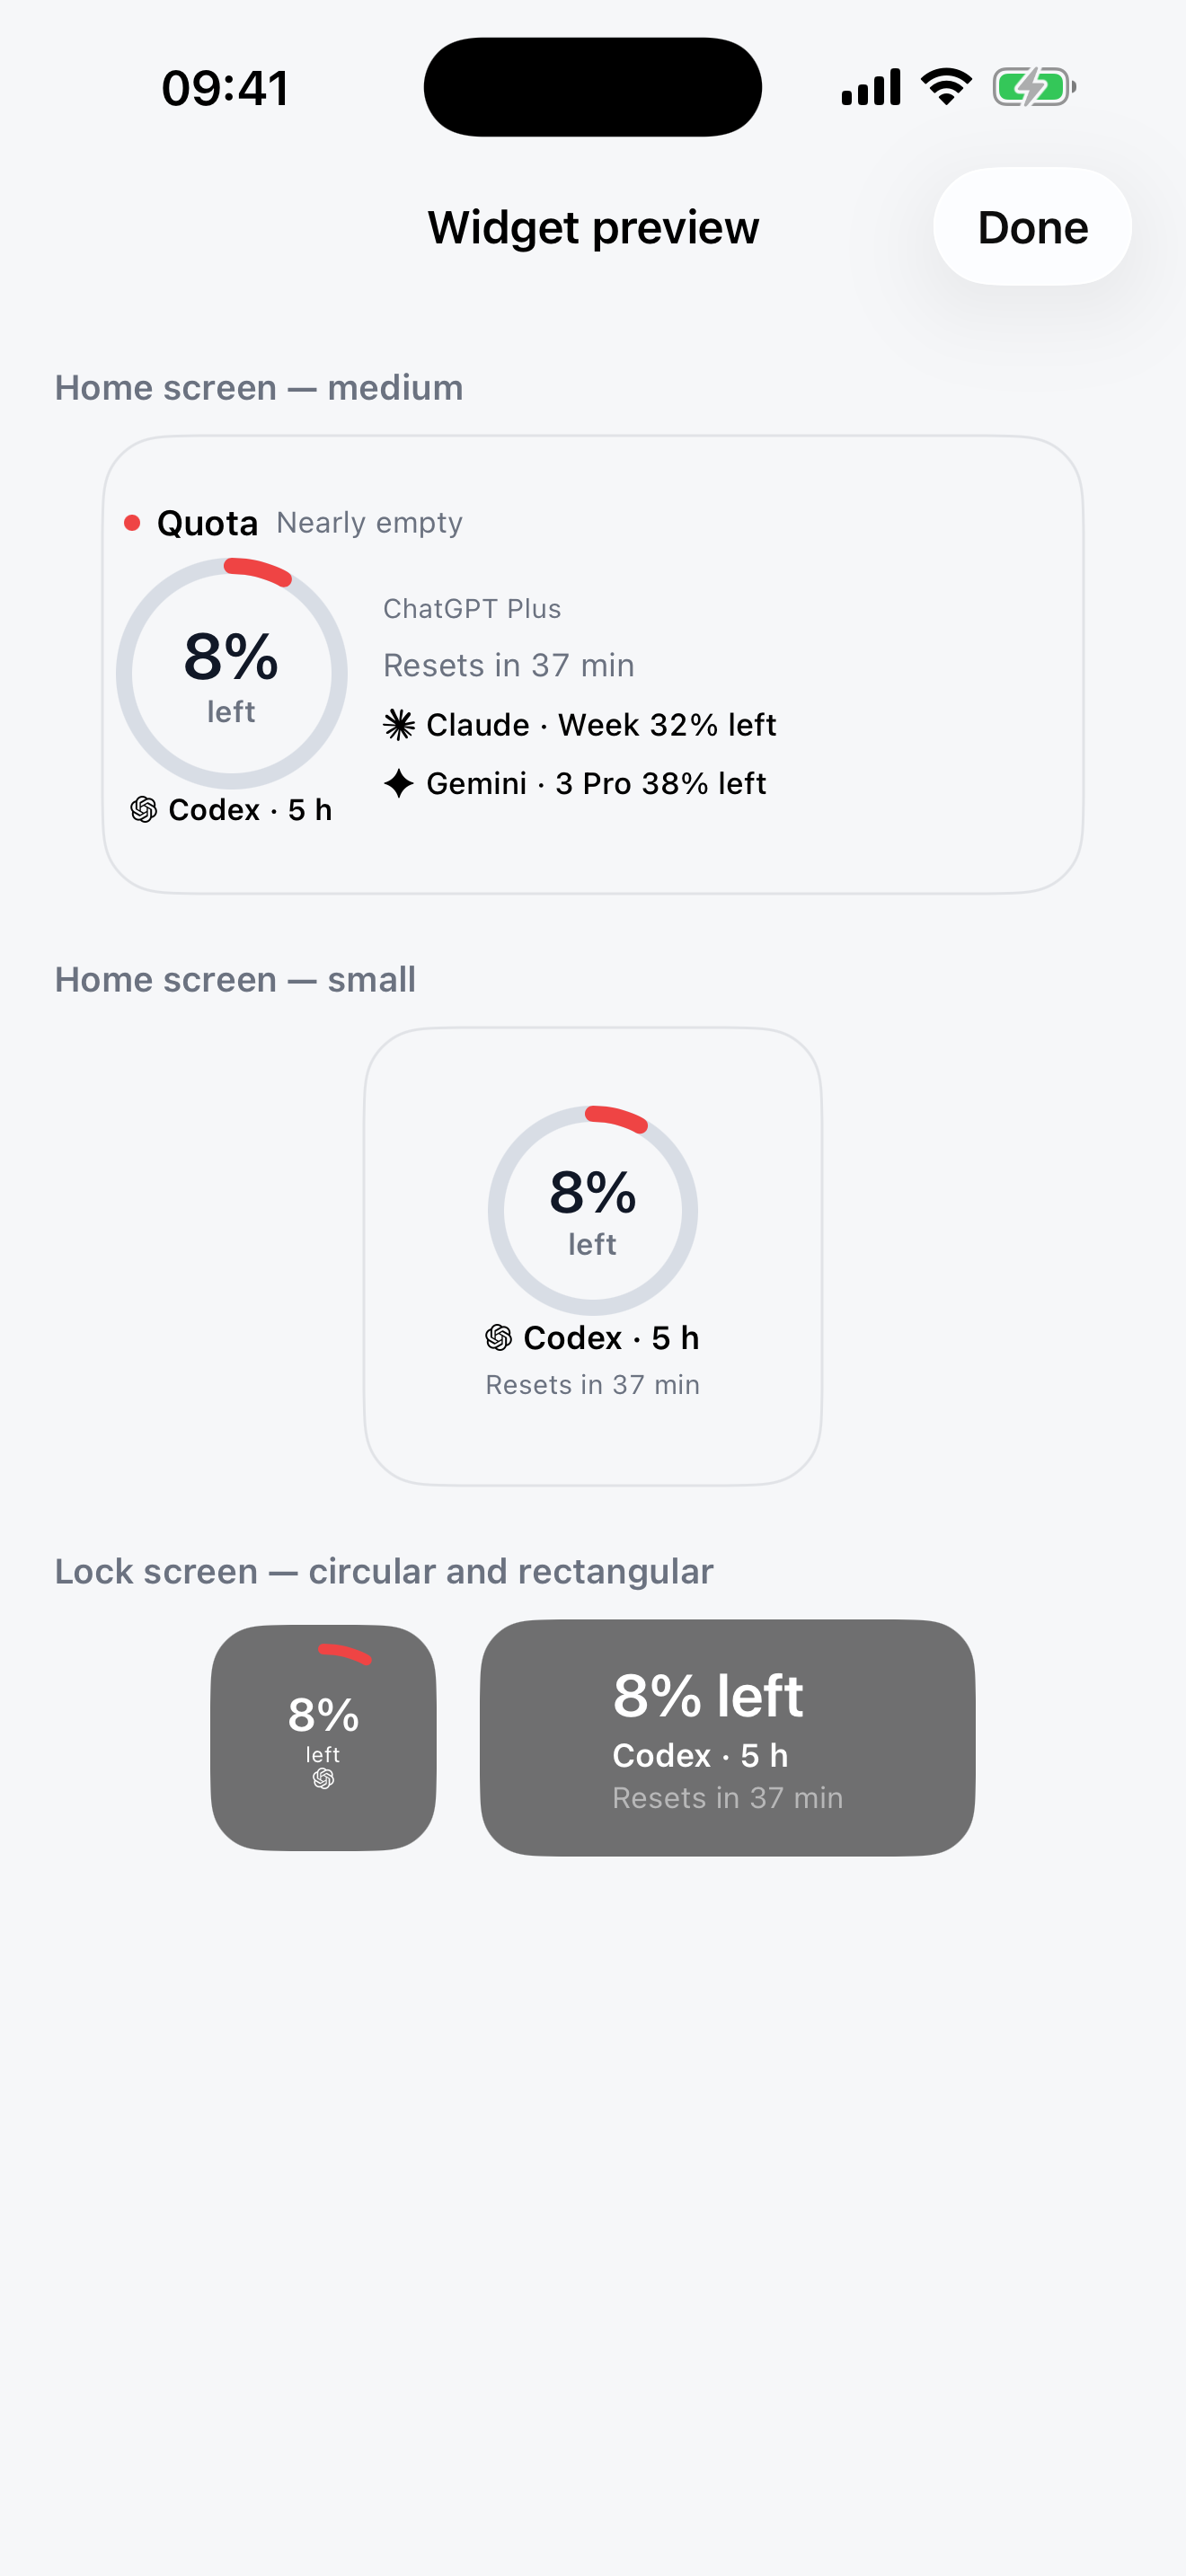 09:41
Widget preview
Done
Home screen — medium
Quota Nearly empty
8%
left
Codex · 5 h
ChatGPT Plus
Resets in 37 min
Claude · Week 32% left
Gemini · 3 Pro 38% left
Home screen — small
8%
left
Codex · 5 h
Resets in 37 min
Lock screen — circular and rectangular
8%
left
8% left
Codex · 5 h
Resets in 37 min